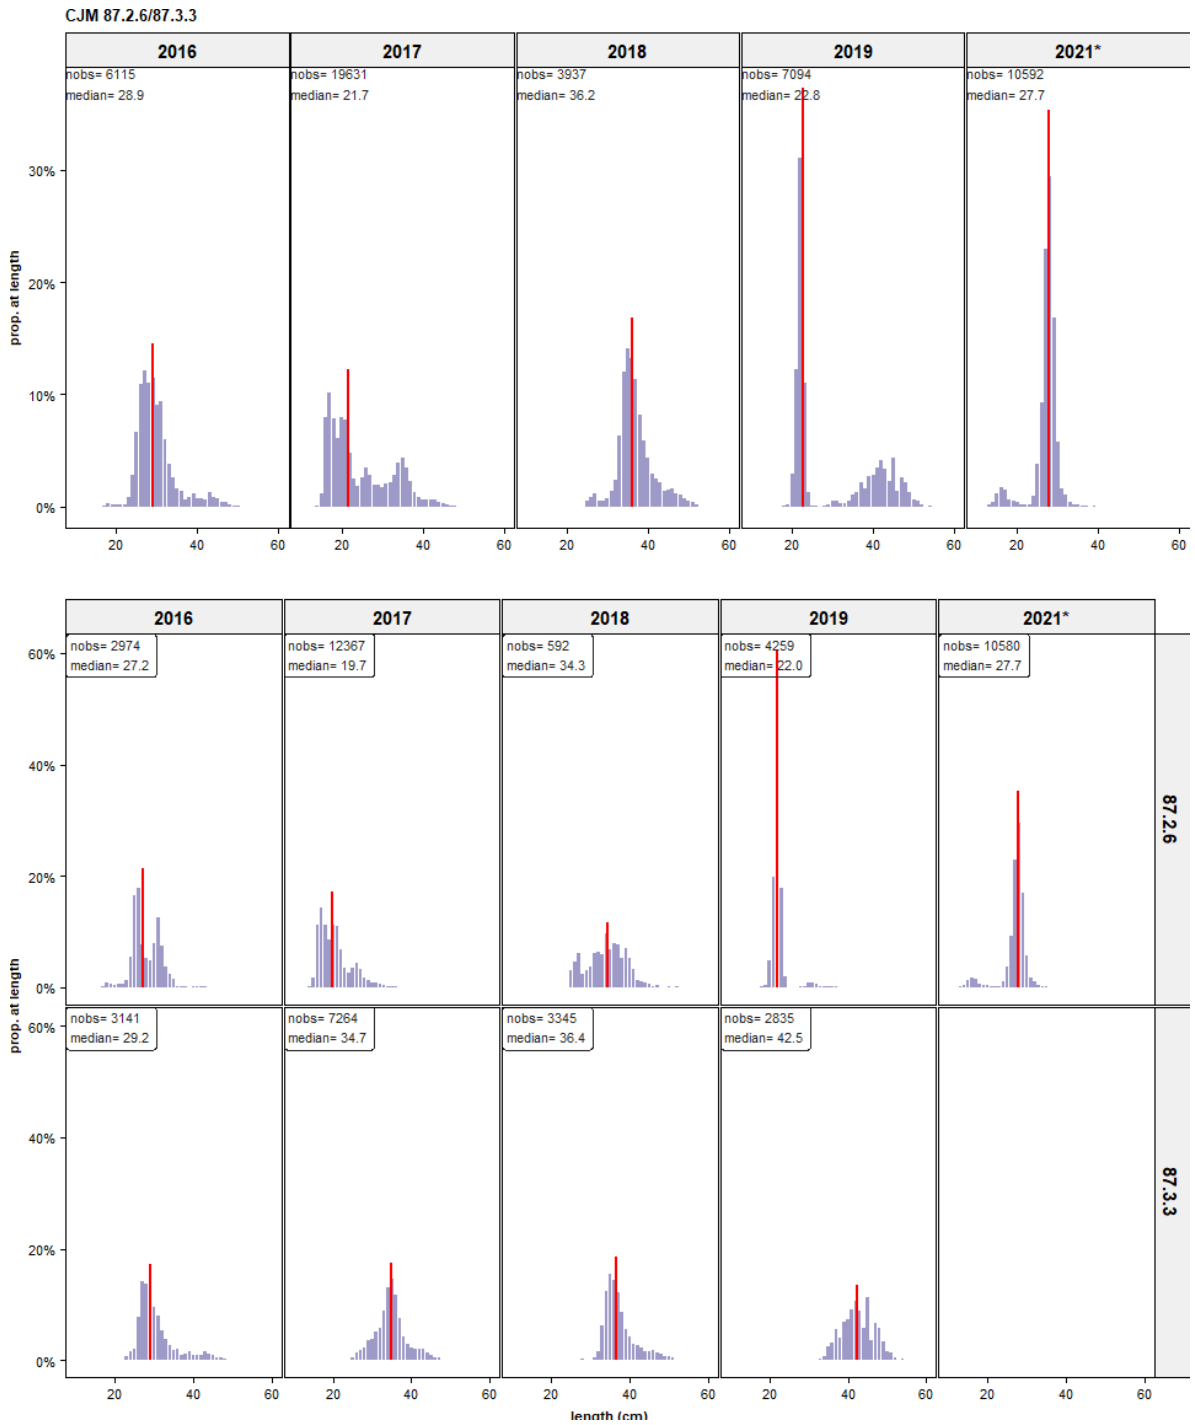 CJM 87.2.6/87.3.3
2016 2017 2018 2019 2021*
nobs= 6115 nobs= 19631 nobs= 3937 nobs= 7094 nobs= 10592
median= 28.9 median= 21.7 median= 36.2 median= 22.8 median= 27.7
30%
20%
10%
0%
prop. at length
20 40 60 20 40 60 20 40 60 20 40 60 20 40 60
2016 2017 2018 2019 2021*
nobs= 2974 nobs= 12367 nobs= 592 nobs= 4259 nobs= 10580
median= 27.2 median= 19.7 median= 34.3 median= 22.0 median= 27.7
60%
40%
20%
0%
87.2.6
prop. at length
nobs= 3141 nobs= 7264 nobs= 3345 nobs= 2835
median= 29.2 median= 34.7 median= 36.4 median= 42.5
60%
40%
20%
0%
87.3.3
20 40 60 20 40 60 20 40 60 20 40 60 20 40 60
length (cm)